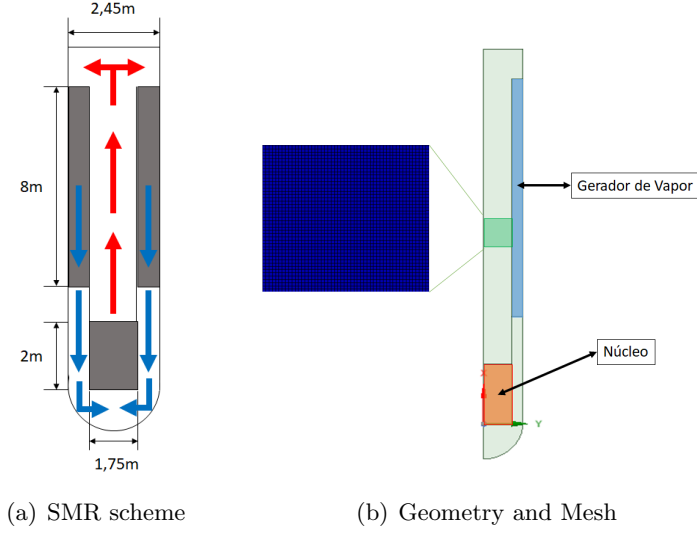 2,45m
8m
2m
1,75m
Gerador de Vapor
Núcleo
X
Y
(a) SMR scheme
(b) Geometry and Mesh